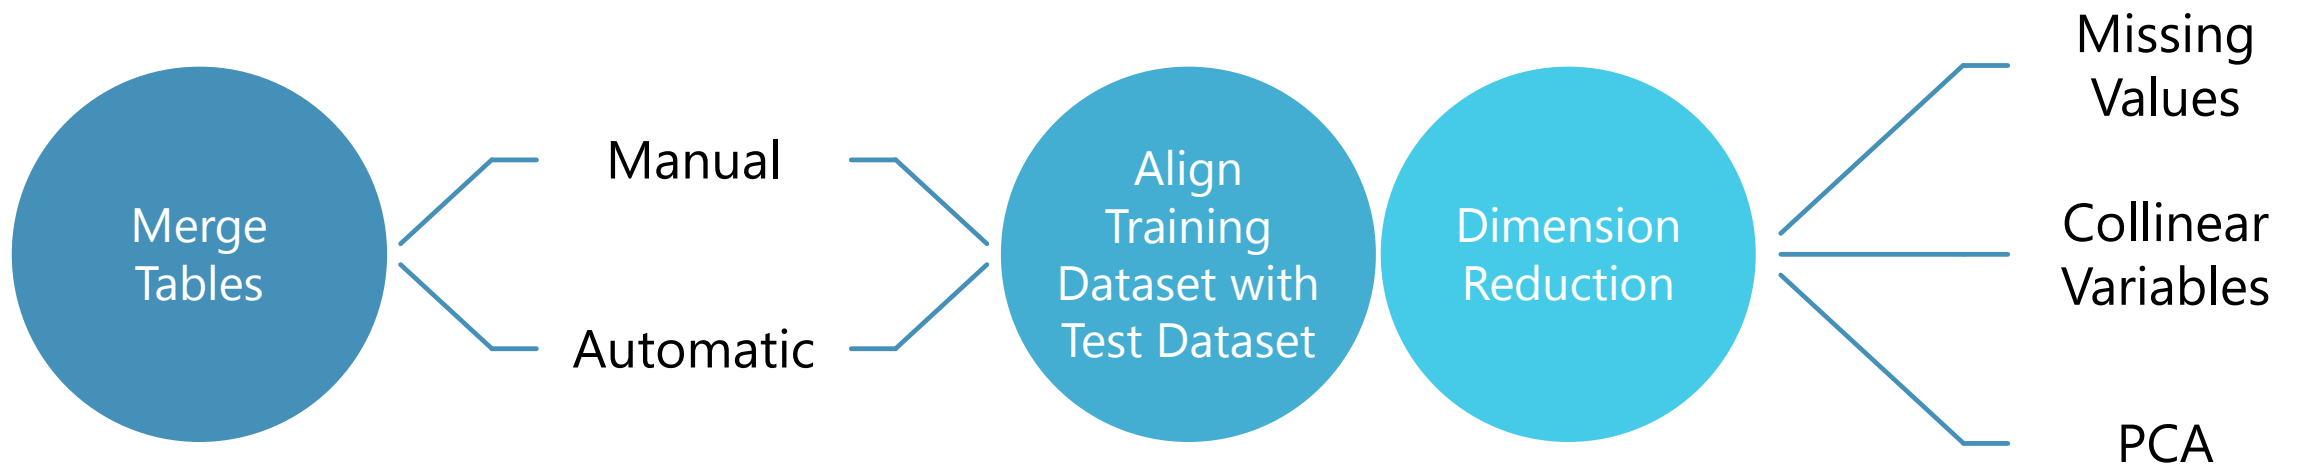 Merge
Tables
Manual
Automatic
Align
Training
Dataset with
Test Dataset
Dimension
Reduction
Missing
Values
Collinear
Variables
PCA